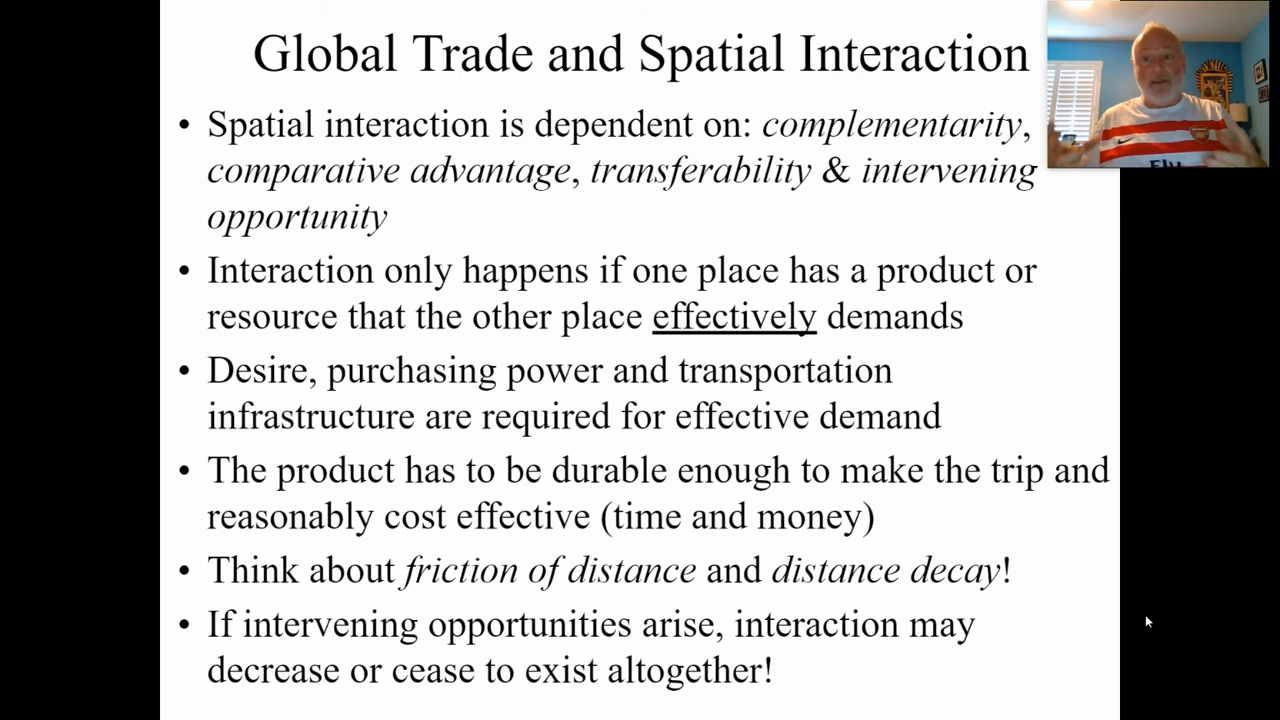 Global Trade and Spatial Interaction
• Spatial interaction is dependent on: complementarity,
comparative advantage, transferability & intervening
opportunity
• Interaction only happens if one place has a product or
resource that the other place effectively demands
• Desire, purchasing power and transportation
infrastructure are required for effective demand
• The product has to be durable enough to make the trip and
reasonably cost effective (time and money)
• Think about friction of distance and distance decay!
• If intervening opportunities arise, interaction may
decrease or cease to exist altogether!